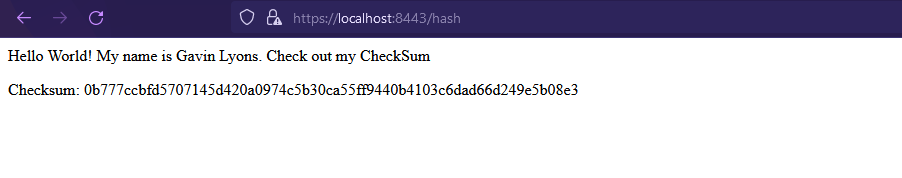 https://localhost:8443/hash
Hello World! My name is Gavin Lyons. Check out my CheckSum
Checksum: 0b777ccbfd5707145d420a0974c5b30ca55ff9440b4103c6dad66d249e5b08e3